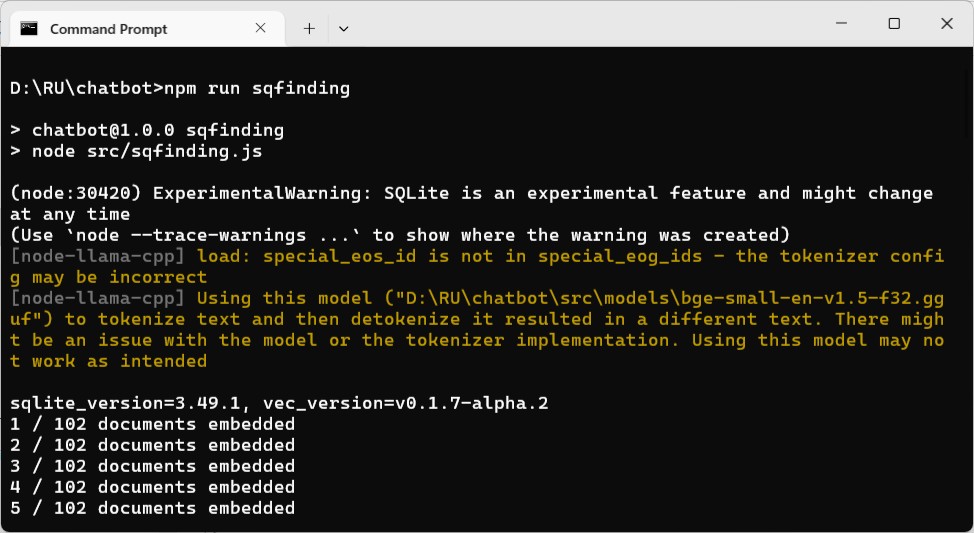 Command Prompt
D:\RU\chatbot>npm run sqfinding
> chatbot@1.0.0 sqfinding
> node src/sqfinding.js
(node:30420) ExperimentalWarning: SQLite is an experimental feature and might change
at any time
(Use `node --trace-warnings ...` to show where the warning was created)
[node-llama-cpp] load: special_eos_id is not in special_eog_ids - the tokenizer confi
g may be incorrect
[node-llama-cpp] Using this model ("D:\RU\chatbot\src\models\bge-small-en-v1.5-f32.gg
uf") to tokenize text and then detokenize it resulted in a different text. There migh
t be an issue with the model or the tokenizer implementation. Using this model may no
t work as intended
sqlite_version=3.49.1, vec_version=v0.1.7-alpha.2
1 / 102 documents embedded
2 / 102 documents embedded
3 / 102 documents embedded
4 / 102 documents embedded
5 / 102 documents embedded